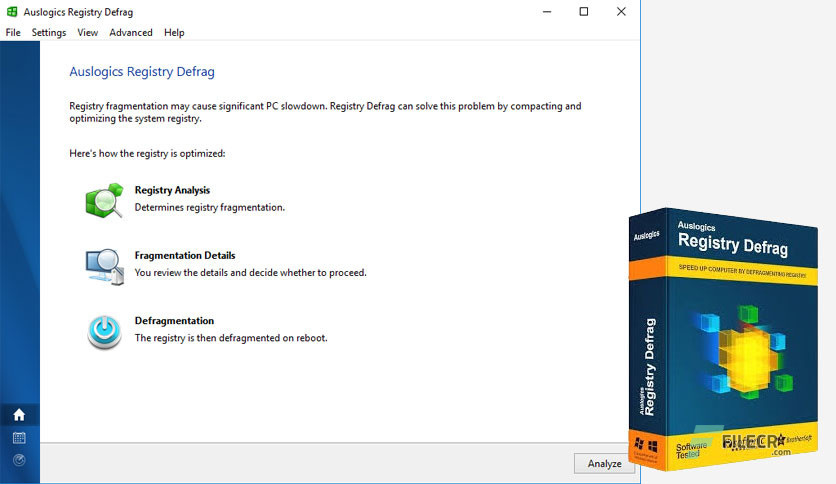 Auslogics Registry Defrag
File Settings View Advanced Help
Auslogics Registry Defrag
Registry fragmentation may cause significant PC slowdown. Registry Defrag can solve this problem by compacting and
optimizing the system registry.
Here's how the registry is optimized:
Registry Analysis
Determines registry fragmentation.
Fragmentation Details
You review the details and decide whether to proceed.
Defragmentation
The registry is then defragmented on reboot.
Analyze
Auslogics
Auslogics
Registry Defrag
SPEED UP COMPUTER BY DEFRAGMENTING REGISTRY
Auslogics
Registry Defrag
Software
Tested
FILECR
.com
BrotherSoft